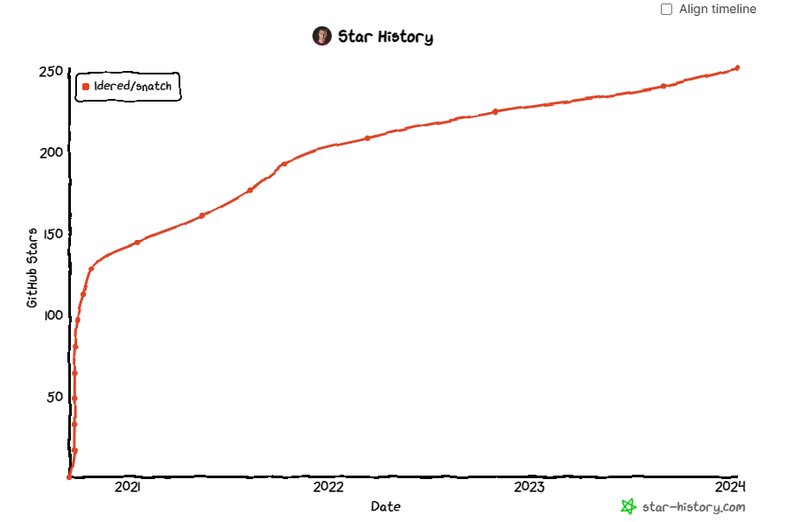 Align timeline
Star History
250
Idered/snatch
200
150
100
50
GitHub Stars
2021
2022
2023
2024
Date
star-history.com